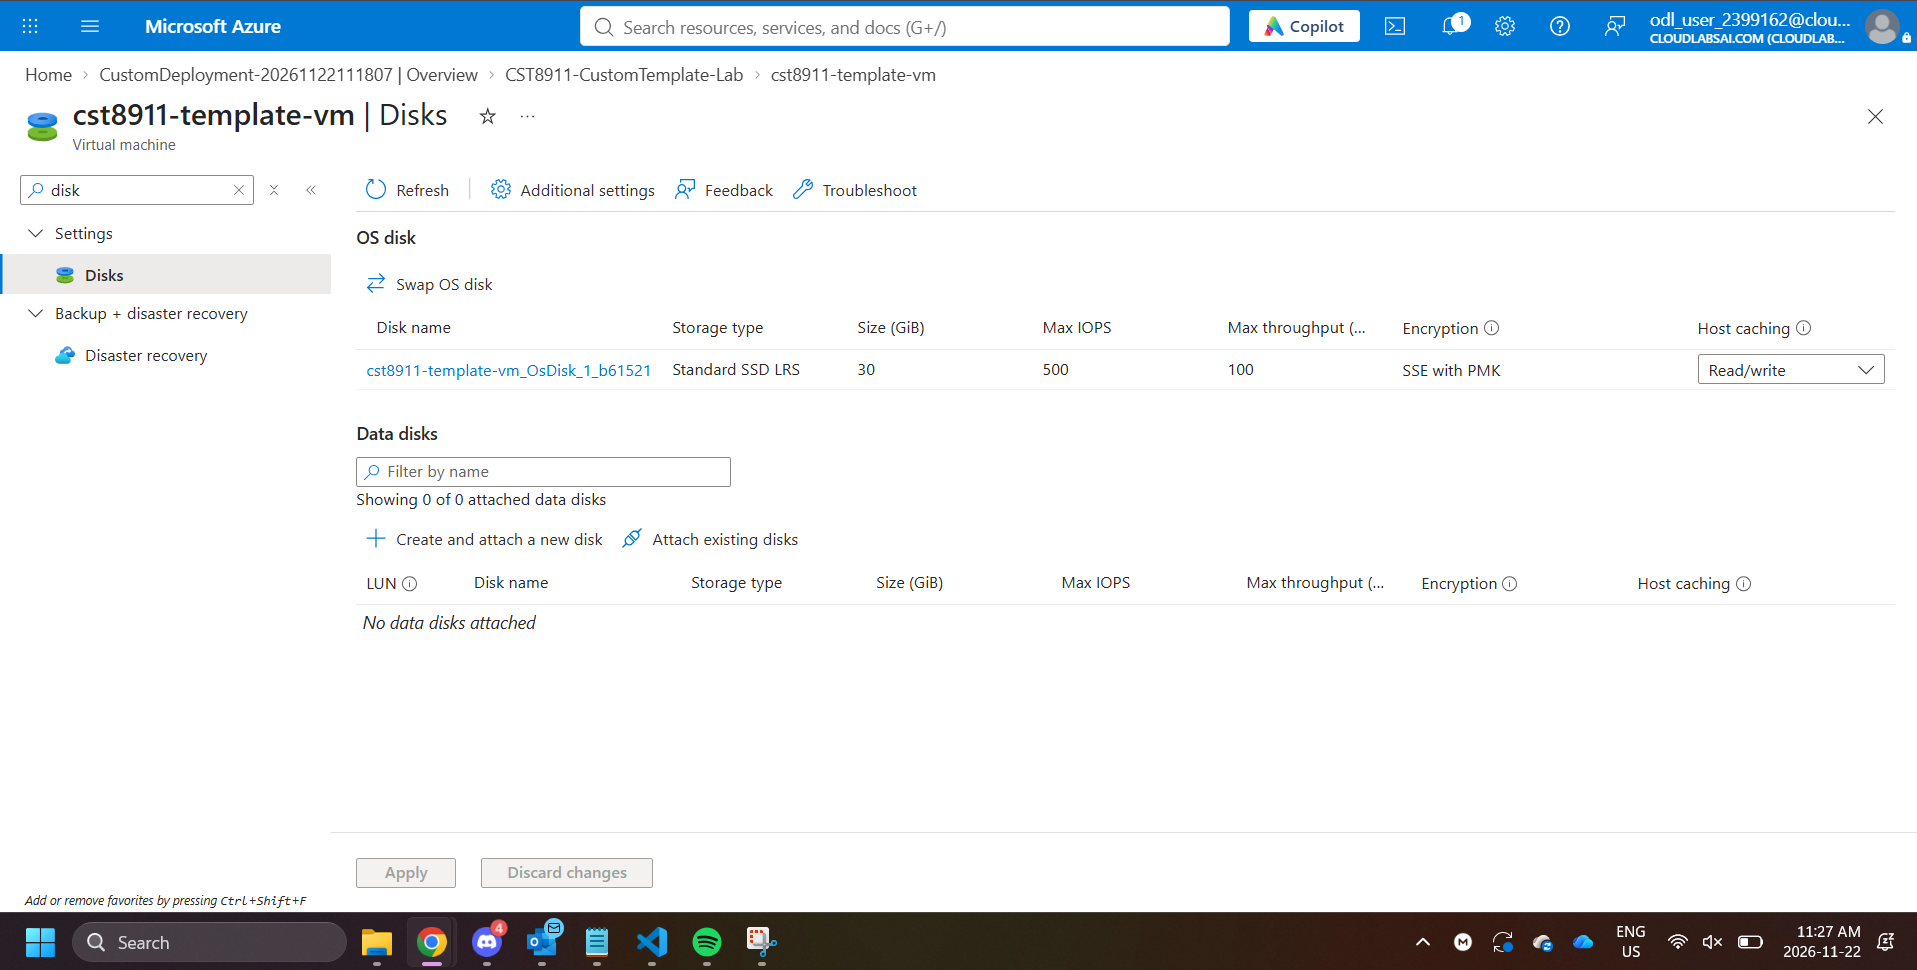 Microsoft Azure
Search resources, services, and docs (G+/)
Copilot
1
odl_user_2399162@clou...
CLOUDLABSAI.COM (CLOUDLAB...
Home > CustomDeployment-20261122111807 | Overview > CST8911-CustomTemplate-Lab > cst8911-template-vm
cst8911-template-vm | Disks
Virtual machine
disk
Refresh
Additional settings
Feedback
Troubleshoot
Settings
Disks
Backup + disaster recovery
Disaster recovery
OS disk
Swap OS disk
Disk name Storage type Size (GiB) Max IOPS Max throughput (... Encryption Host caching
cst8911-template-vm_OsDisk_1_b61521 Standard SSD LRS 30 500 100 SSE with PMK Read/write
Data disks
Filter by name
Showing 0 of 0 attached data disks
Create and attach a new disk Attach existing disks
LUN Disk name Storage type Size (GiB) Max IOPS Max throughput (... Encryption Host caching
No data disks attached
Apply Discard changes
Add or remove favorites by pressing Ctrl+Shift+F
Search
4
M
ENG
US
11:27 AM
2026-11-22